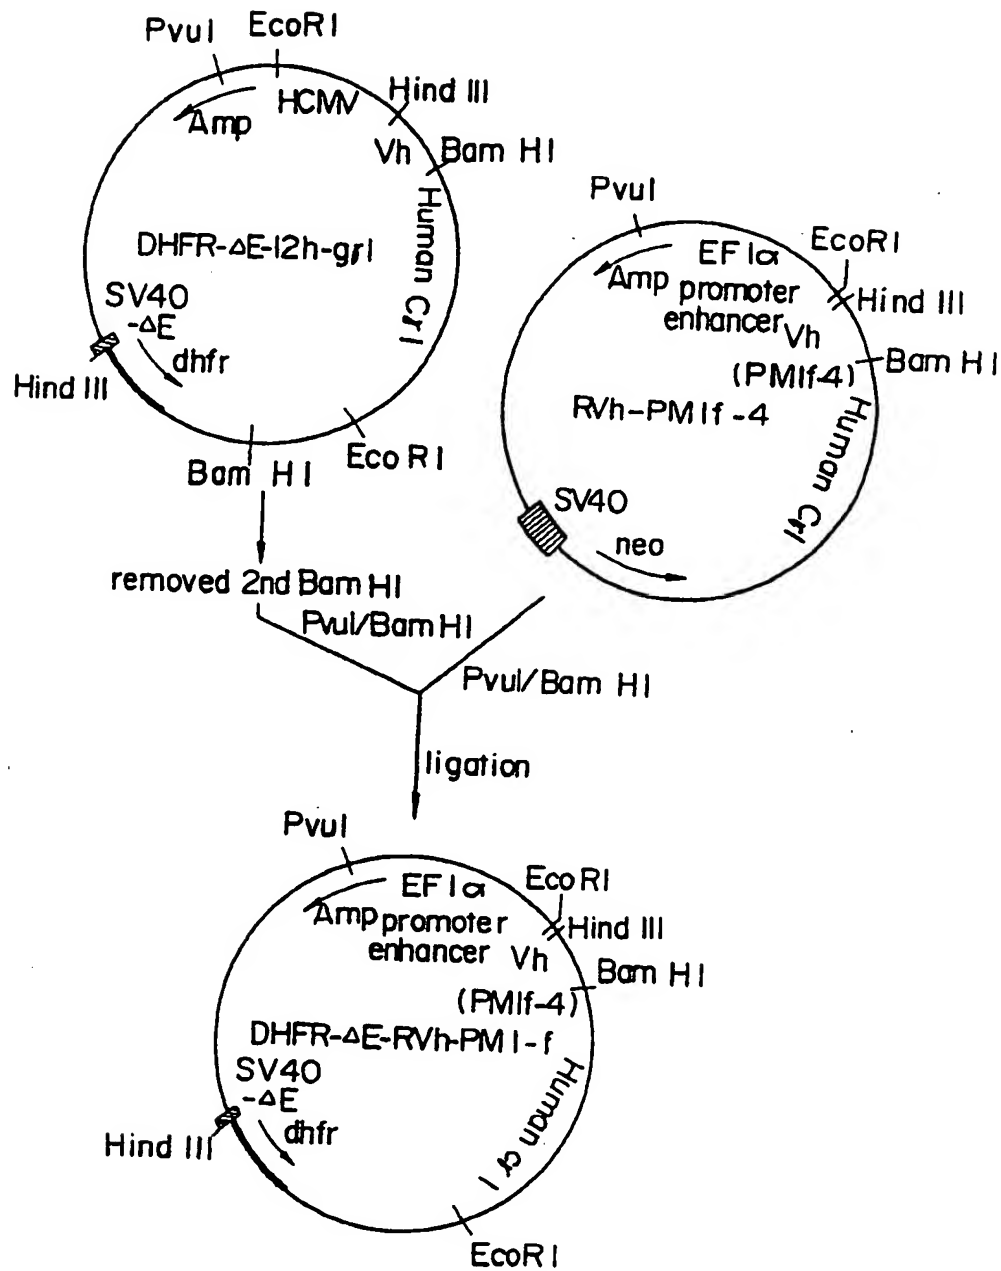 PvuI
EcoRI
HCMV
Hind III
Amp
Vh
Bam HI
Human Cγ1
DHFR-ΔE-12h-gγ1
SV40
-ΔE
dhfr
Hind III
Bam HI
EcoRI
PvuI
EF1α
EcoRI
Amp
promoter
Hind III
enhancer
Vh
Bam HI
(PM1f-4)
RVh-PM1f-4
Human Cγ1
SV40
neo
removed 2nd Bam HI
PvuI/Bam HI
PvuI/Bam HI
ligation
PvuI
EF1α
EcoRI
Amp
promoter
Hind III
enhancer
Vh
Bam HI
(PM1f-4)
DHFR-ΔE-RVh-PM1-f
SV40
-ΔE
Human cγ1
dhfr
Hind III
EcoRI